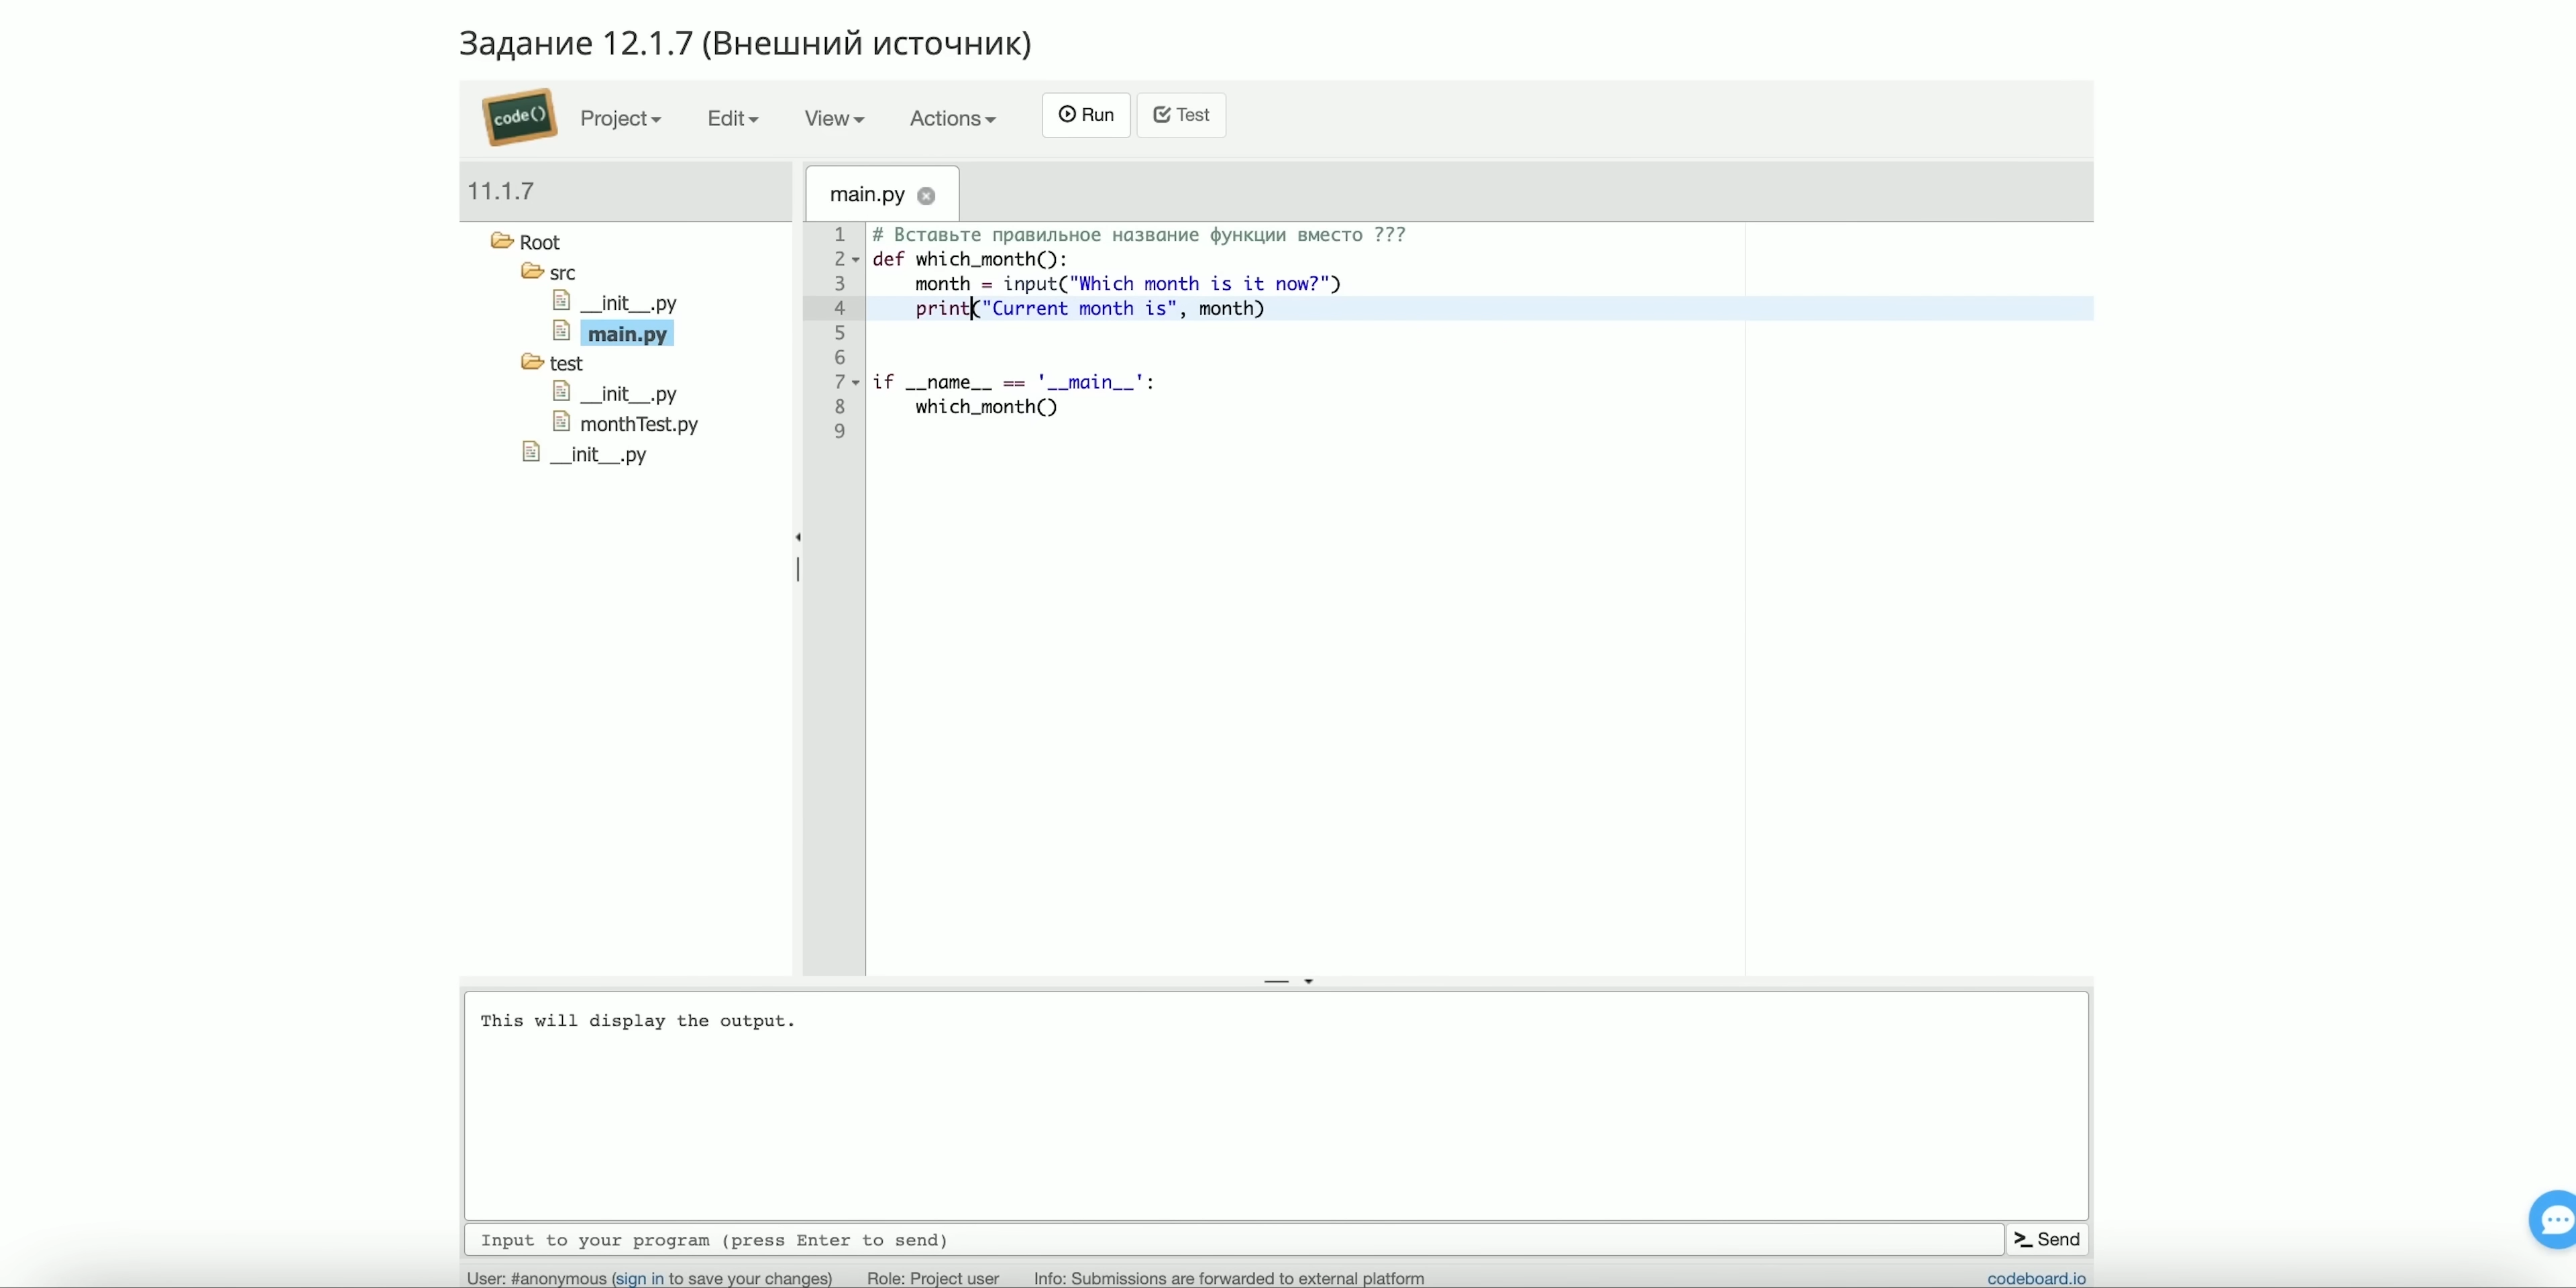 Задание 12.1.7 (Внешний источник)
code()
Project
Edit
View
Actions
Run
Test
11.1.7
main.py
Root
src
__init__.py
main.py
test
__init__.py
monthTest.py
__init__.py
1 # Вставьте правильное название функции вместо ???
2 def which_month():
3 month = input("Which month is it now?")
4 print("Current month is", month)
5
6
7 if __name__ == '__main__':
8 which_month()
9
This will display the output.
Input to your program (press Enter to send)
Send
User: #anonymous (sign in to save your changes) Role: Project user Info: Submissions are forwarded to external platform codeboard.io